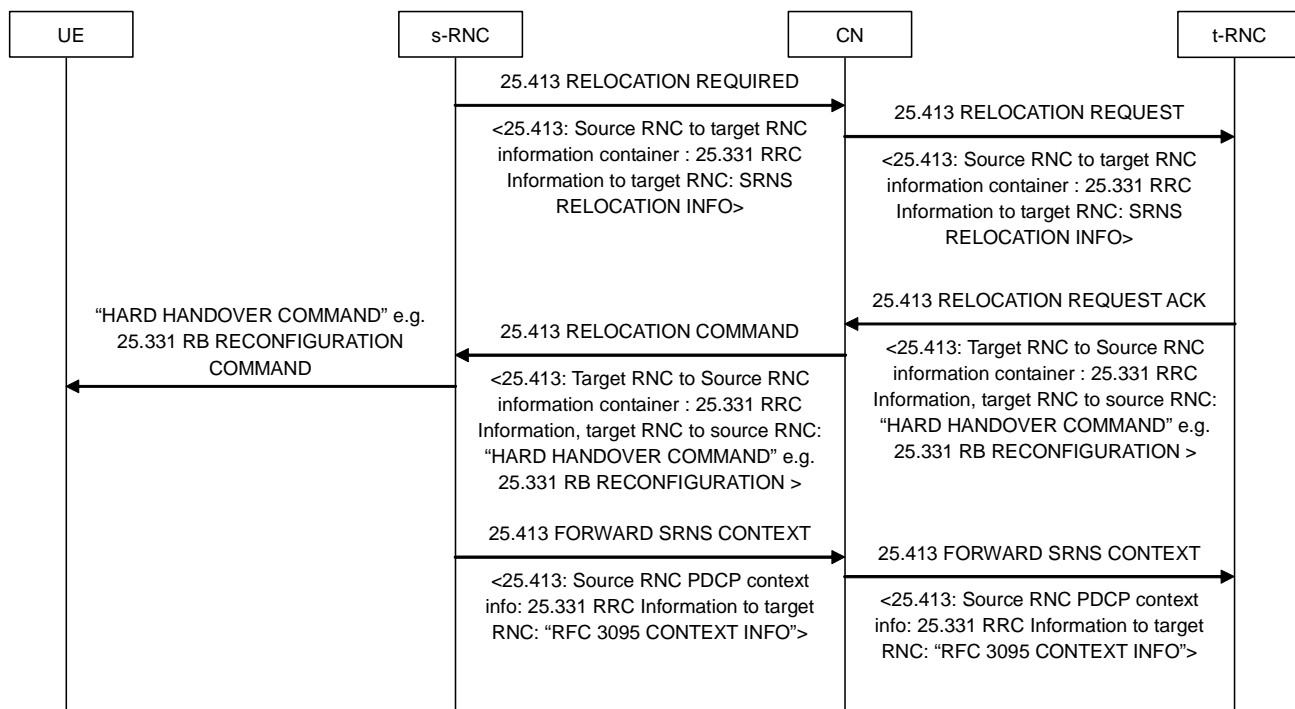 UE
s-RNC
CN
t-RNC
25.413 RELOCATION REQUIRED
<25.413: Source RNC to target RNC
information container : 25.331 RRC
Information to target RNC: SRNS
RELOCATION INFO>
25.413 RELOCATION REQUEST
<25.413: Source RNC to target RNC
information container : 25.331 RRC
Information to target RNC: SRNS
RELOCATION INFO>
25.413 RELOCATION REQUEST ACK
<25.413: Target RNC to Source RNC
information container : 25.331 RRC
Information, target RNC to source RNC:
“HARD HANDOVER COMMAND” e.g.
25.331 RB RECONFIGURATION >
25.413 RELOCATION COMMAND
<25.413: Target RNC to Source RNC
information container : 25.331 RRC
Information, target RNC to source RNC:
“HARD HANDOVER COMMAND” e.g.
25.331 RB RECONFIGURATION >
“HARD HANDOVER COMMAND” e.g.
25.331 RB RECONFIGURATION
COMMAND
25.413 FORWARD SRNS CONTEXT
<25.413: Source RNC PDCP context
info: 25.331 RRC Information to target
RNC: “RFC 3095 CONTEXT INFO”>
25.413 FORWARD SRNS CONTEXT
<25.413: Source RNC PDCP context
info: 25.331 RRC Information to target
RNC: “RFC 3095 CONTEXT INFO”>